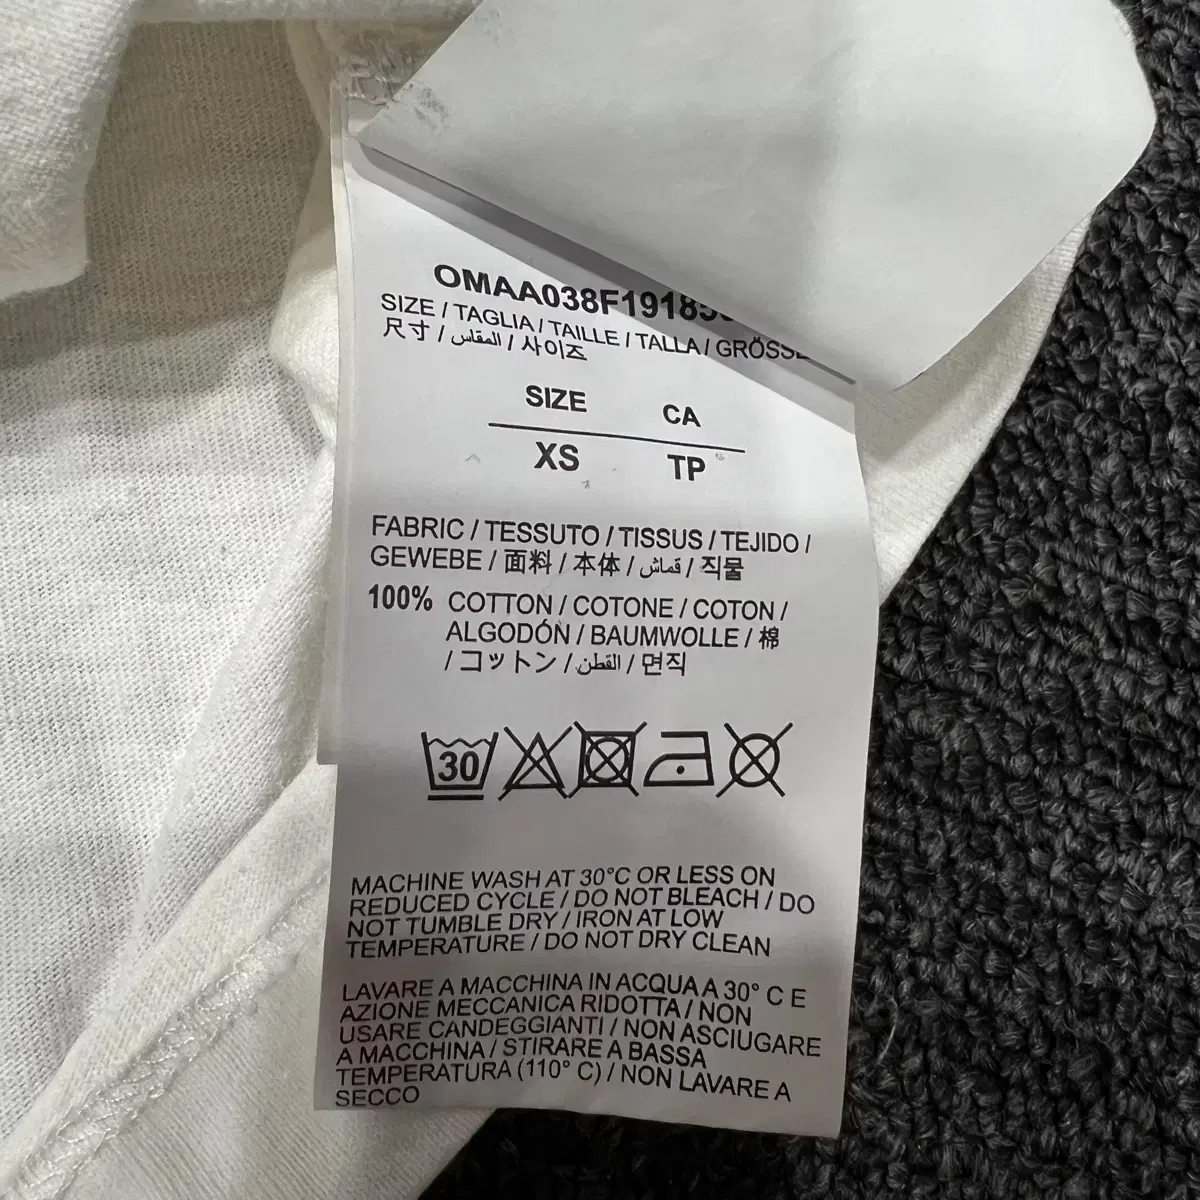 OMAA038F19185
SIZE / TAGLIA / TAILLE / TALLA / GRÖSSE
尺寸 / المقاس / 사이즈
SIZE CA
XS TP
FABRIC / TESSUTO / TISSUS / TEJIDO /
GEWEBE / 面料 / 本体 / قماش / 직물
100% COTTON / COTONE / COTON /
ALGODÓN / BAUMWOLLE / 棉
/ コットン / القطن / 면직
30
MACHINE WASH AT 30°C OR LESS ON
REDUCED CYCLE / DO NOT BLEACH / DO
NOT TUMBLE DRY / IRON AT LOW
TEMPERATURE / DO NOT DRY CLEAN
LAVARE A MACCHINA IN ACQUA A 30° C E
AZIONE MECCANICA RIDOTTA / NON
USARE CANDEGGIANTI / NON ASCIUGARE
A MACCHINA / STIRARE A BASSA
TEMPERATURA (110° C) / NON LAVARE A
SECCO